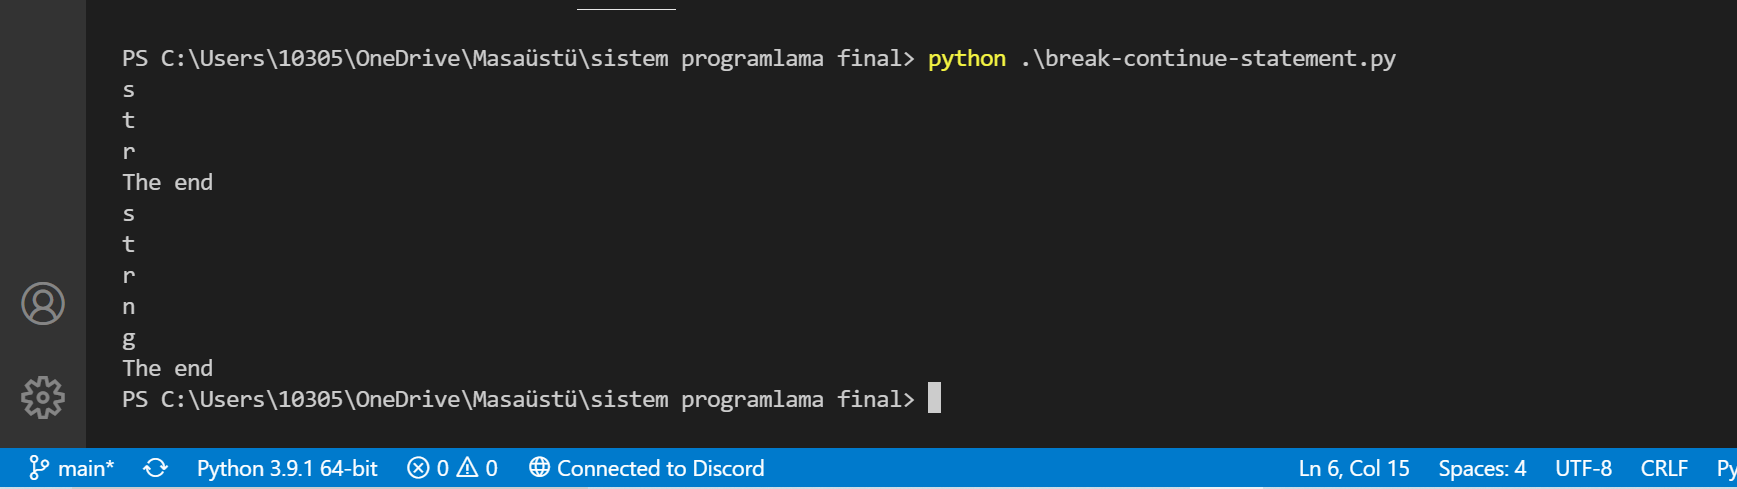 PS C:\Users\10305\OneDrive\Masaüstü\sistem programlama final> python .\break-continue-statement.py
s
t
r
The end
s
t
r
n
g
The end
PS C:\Users\10305\OneDrive\Masaüstü\sistem programlama final>
main* Python 3.9.1 64-bit 0 0 Connected to Discord Ln 6, Col 15 Spaces: 4 UTF-8 CRLF Py